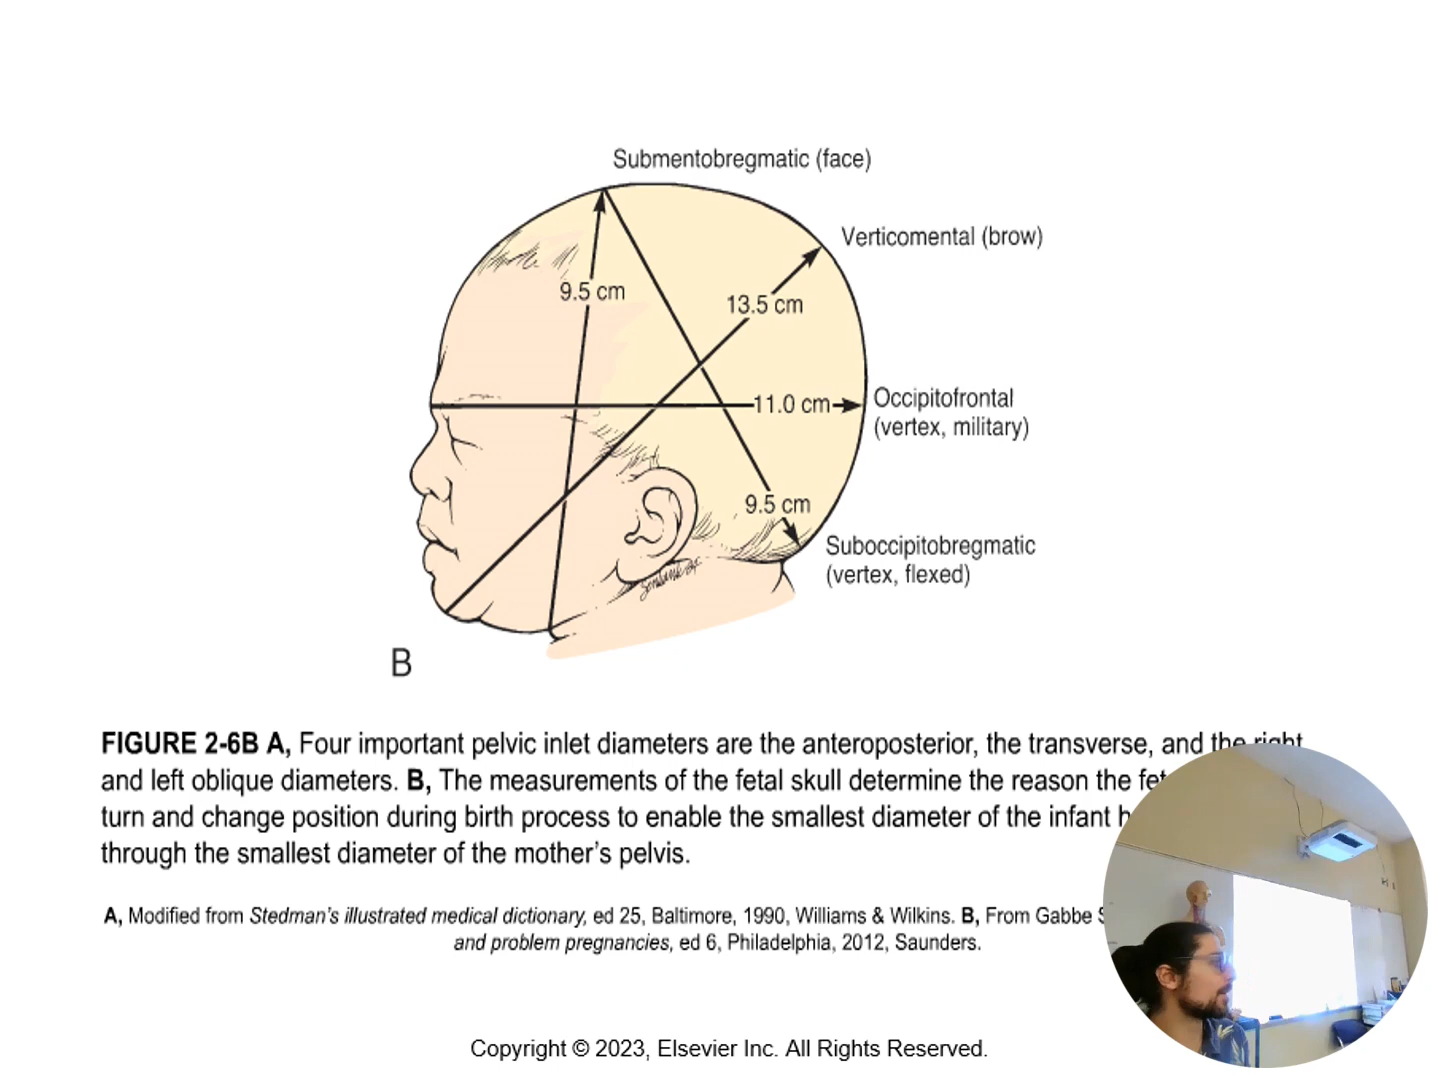 Submentobregmatic (face)
Verticomental (brow)
9.5 cm
13.5 cm
11.0 cm
Occipitofrontal
(vertex, military)
9.5 cm
Suboccipitobregmatic
(vertex, flexed)
B
FIGURE 2-6B A, Four important pelvic inlet diameters are the anteroposterior, the transverse, and the right
and left oblique diameters. B, The measurements of the fetal skull determine the reason the
turn and change position during birth process to enable the smallest diameter of the infant
through the smallest diameter of the mother's pelvis.
A, Modified from Stedman's illustrated medical dictionary, ed 25, Baltimore, 1990, Williams & Wilkins. B, From Gabbe
and problem pregnancies, ed 6, Philadelphia, 2012, Saunders.
Copyright © 2023, Elsevier Inc. All Rights Reserved.